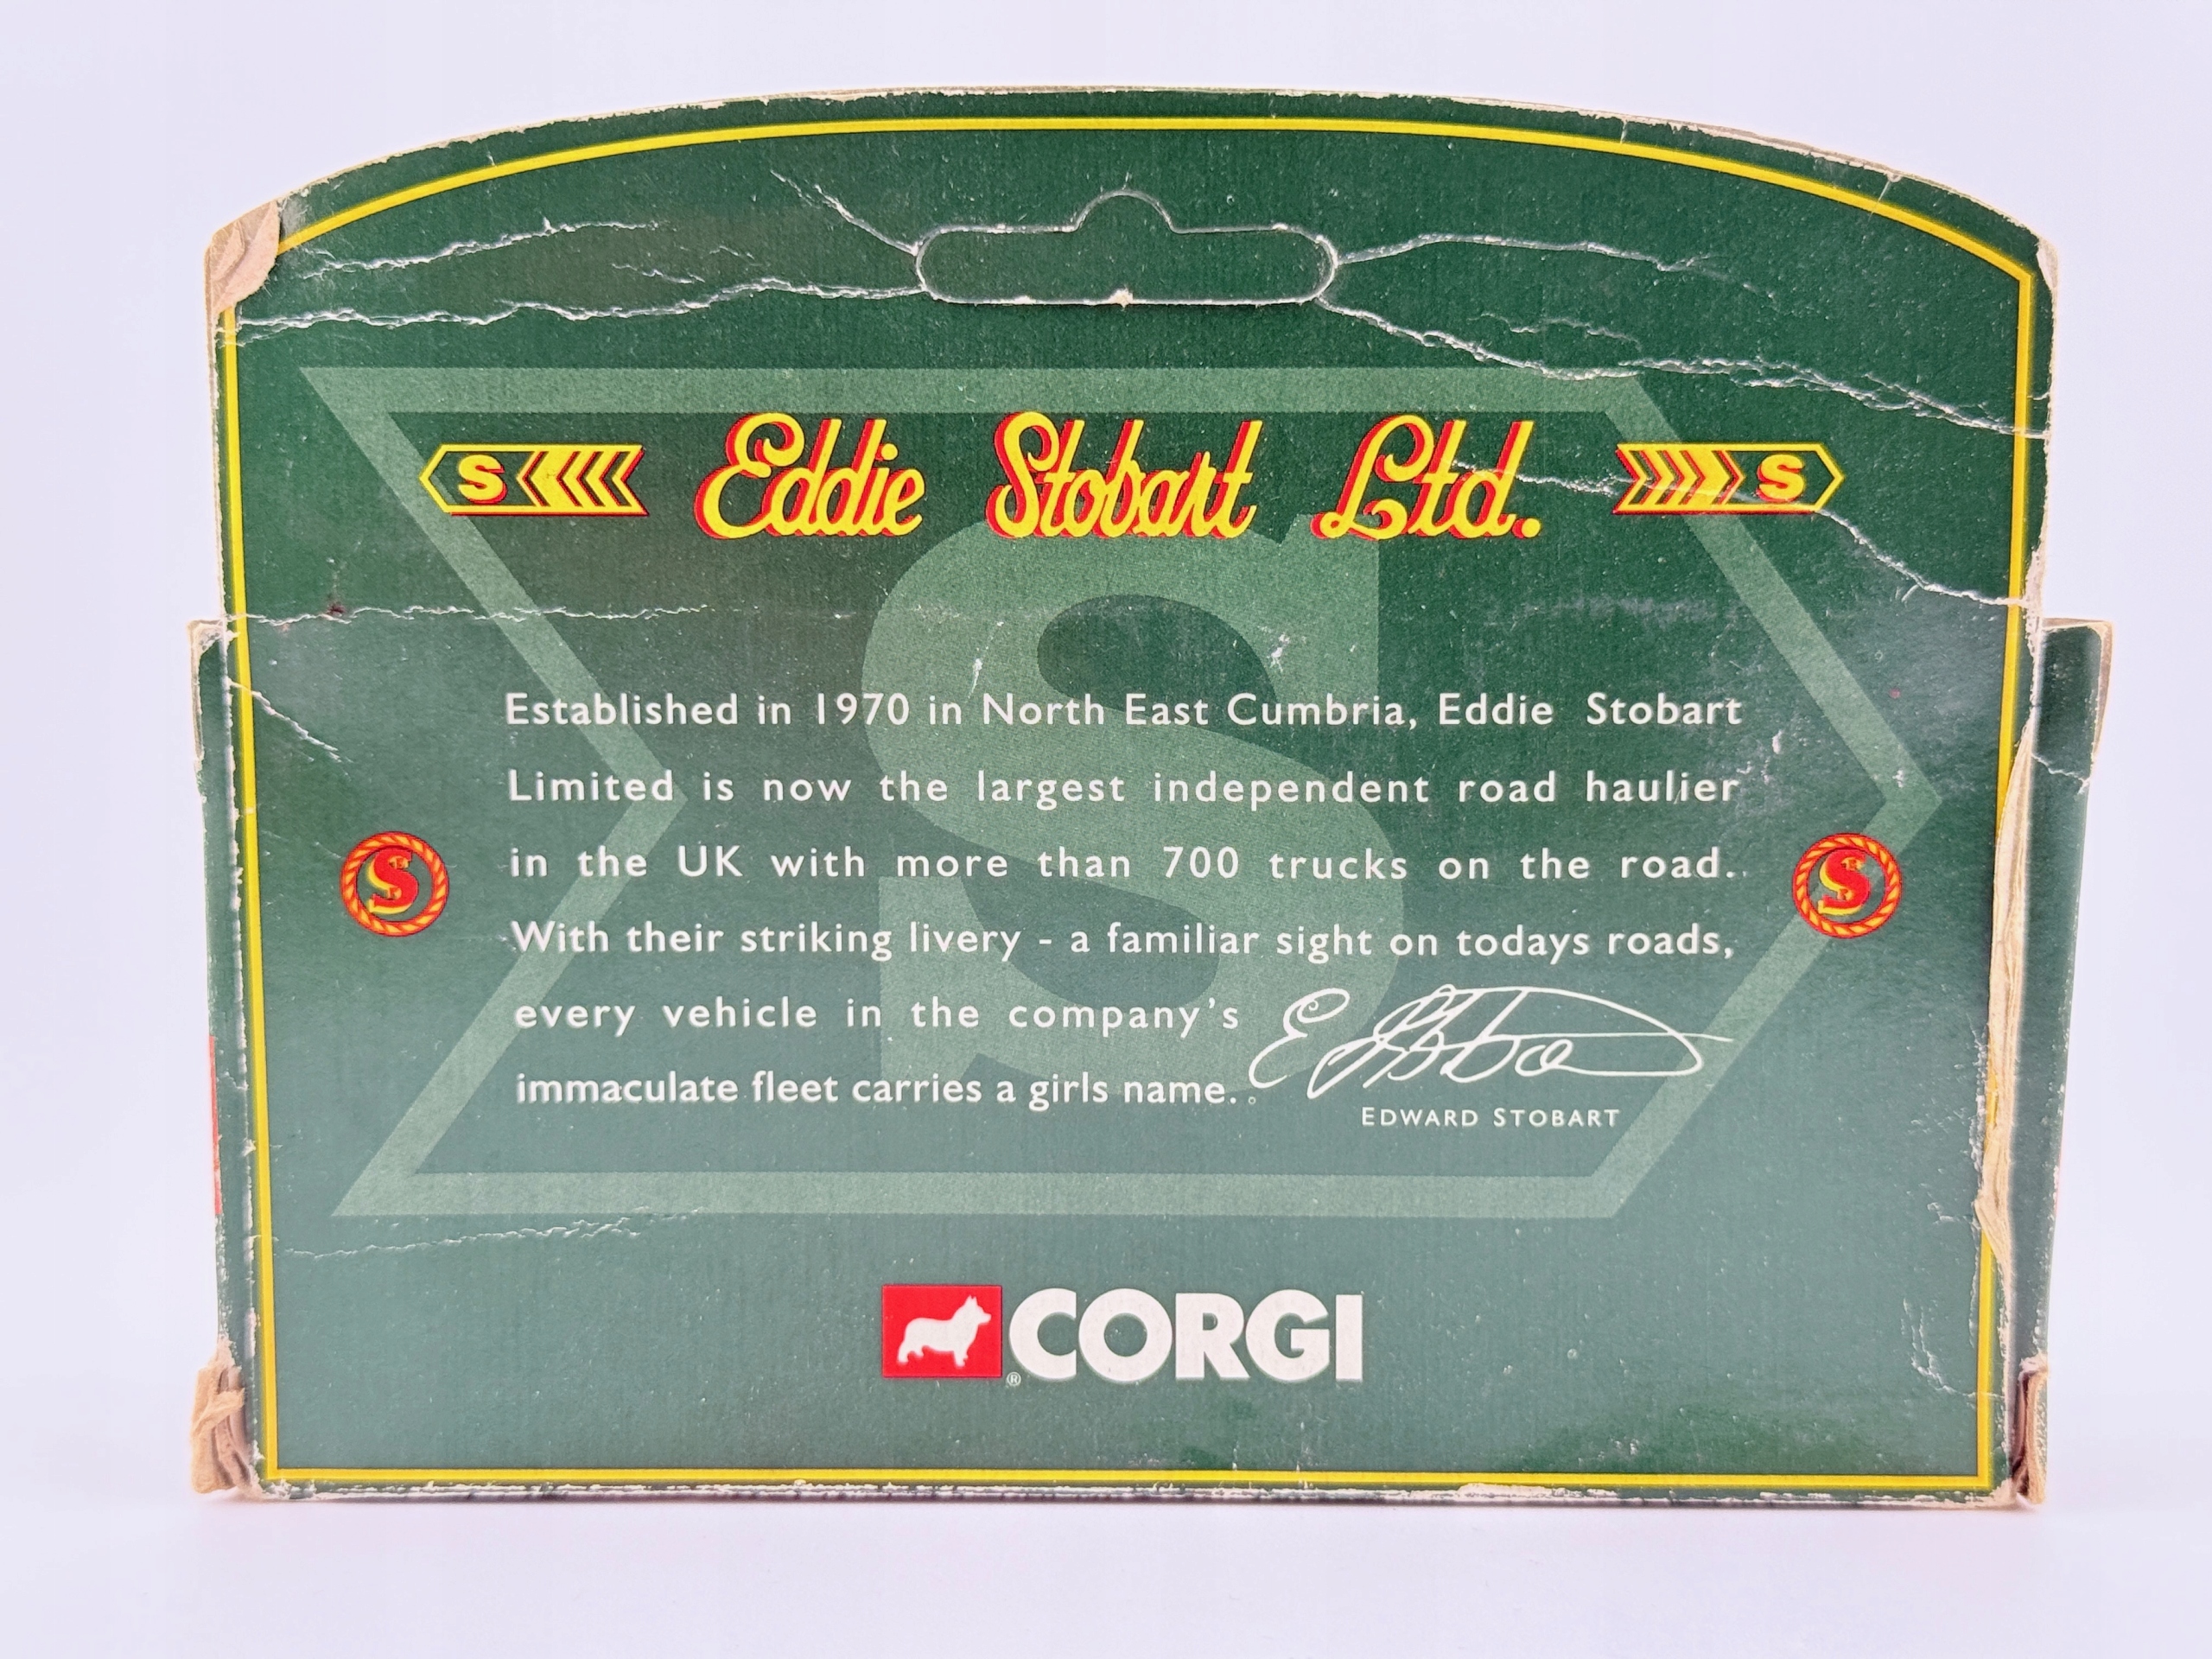 S Eddie Stobart Ltd. S
Established in 1970 in North East Cumbria, Eddie Stobart
Limited is now the largest independent road haulier
in the UK with more than 700 trucks on the road.
With their striking livery - a familiar sight on todays roads,
every vehicle in the company's
immaculate fleet carries a girls name.
S
S
S
EDWARD STOBART
® CORGI